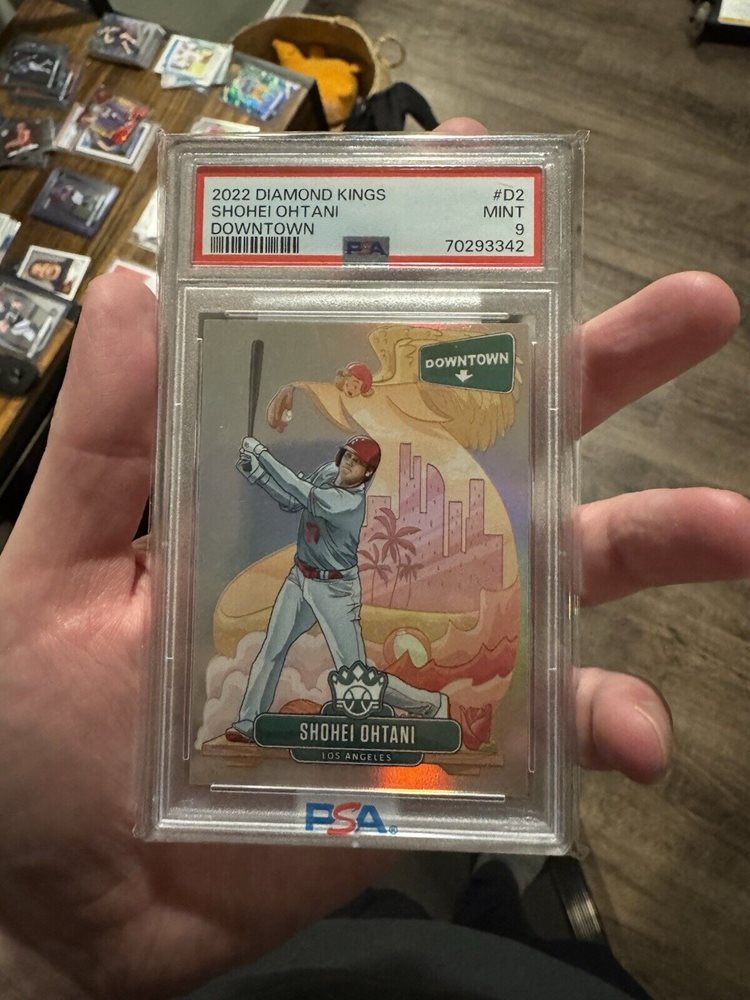 2022 DIAMOND KINGS #D2
SHOHEI OHTANI MINT
DOWNTOWN 9
PSA 70293342
DOWNTOWN
SHOHEI OHTANI
LOS ANGELES
PSA